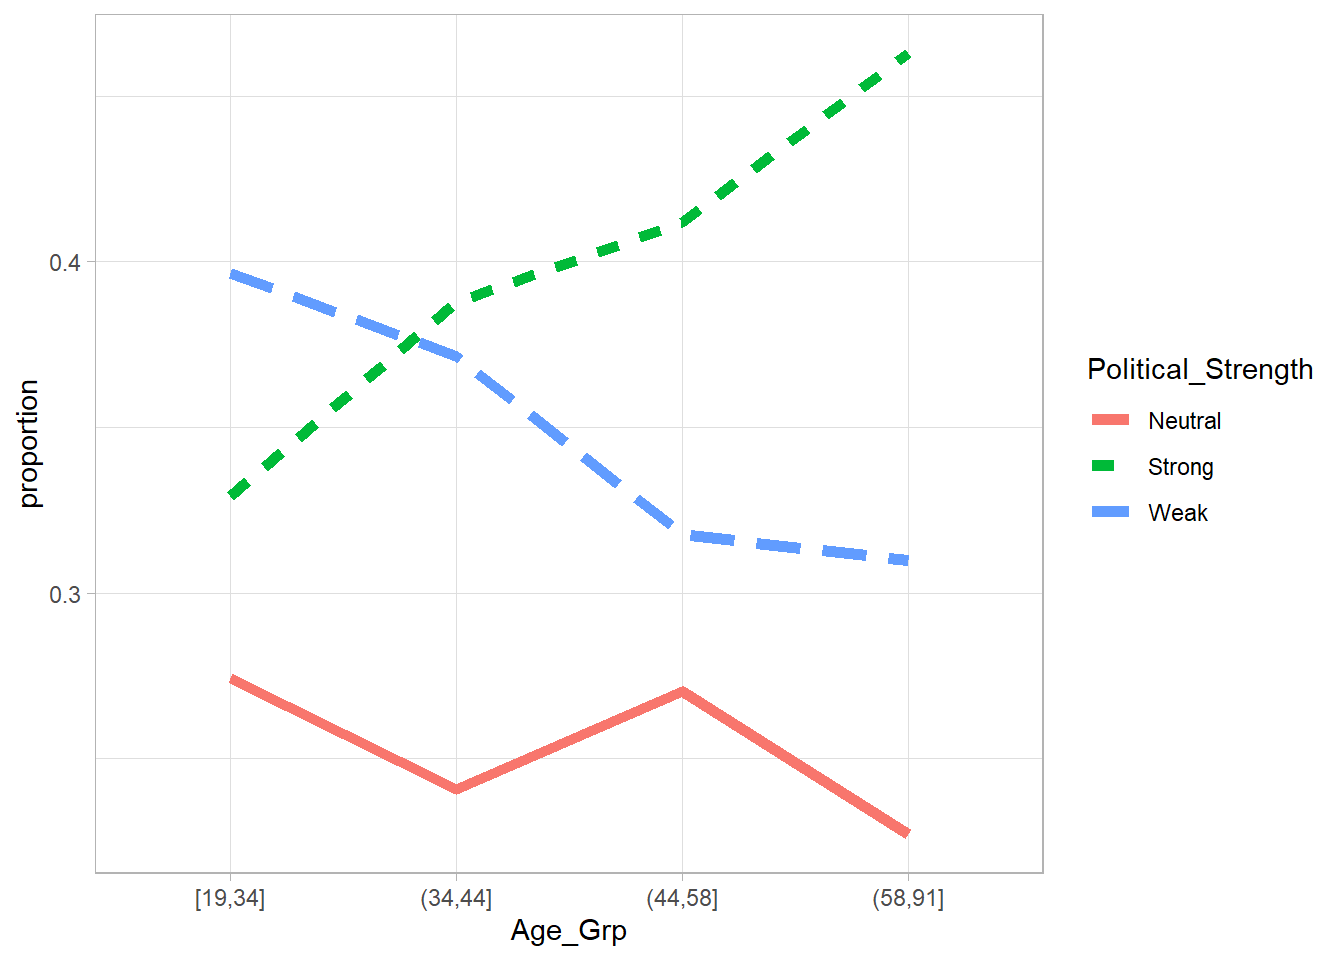 proportion
0.4
0.3
[19,34]
(34,44]
(44,58]
(58,91]
Age_Grp
Political_Strength
Neutral
Strong
Weak